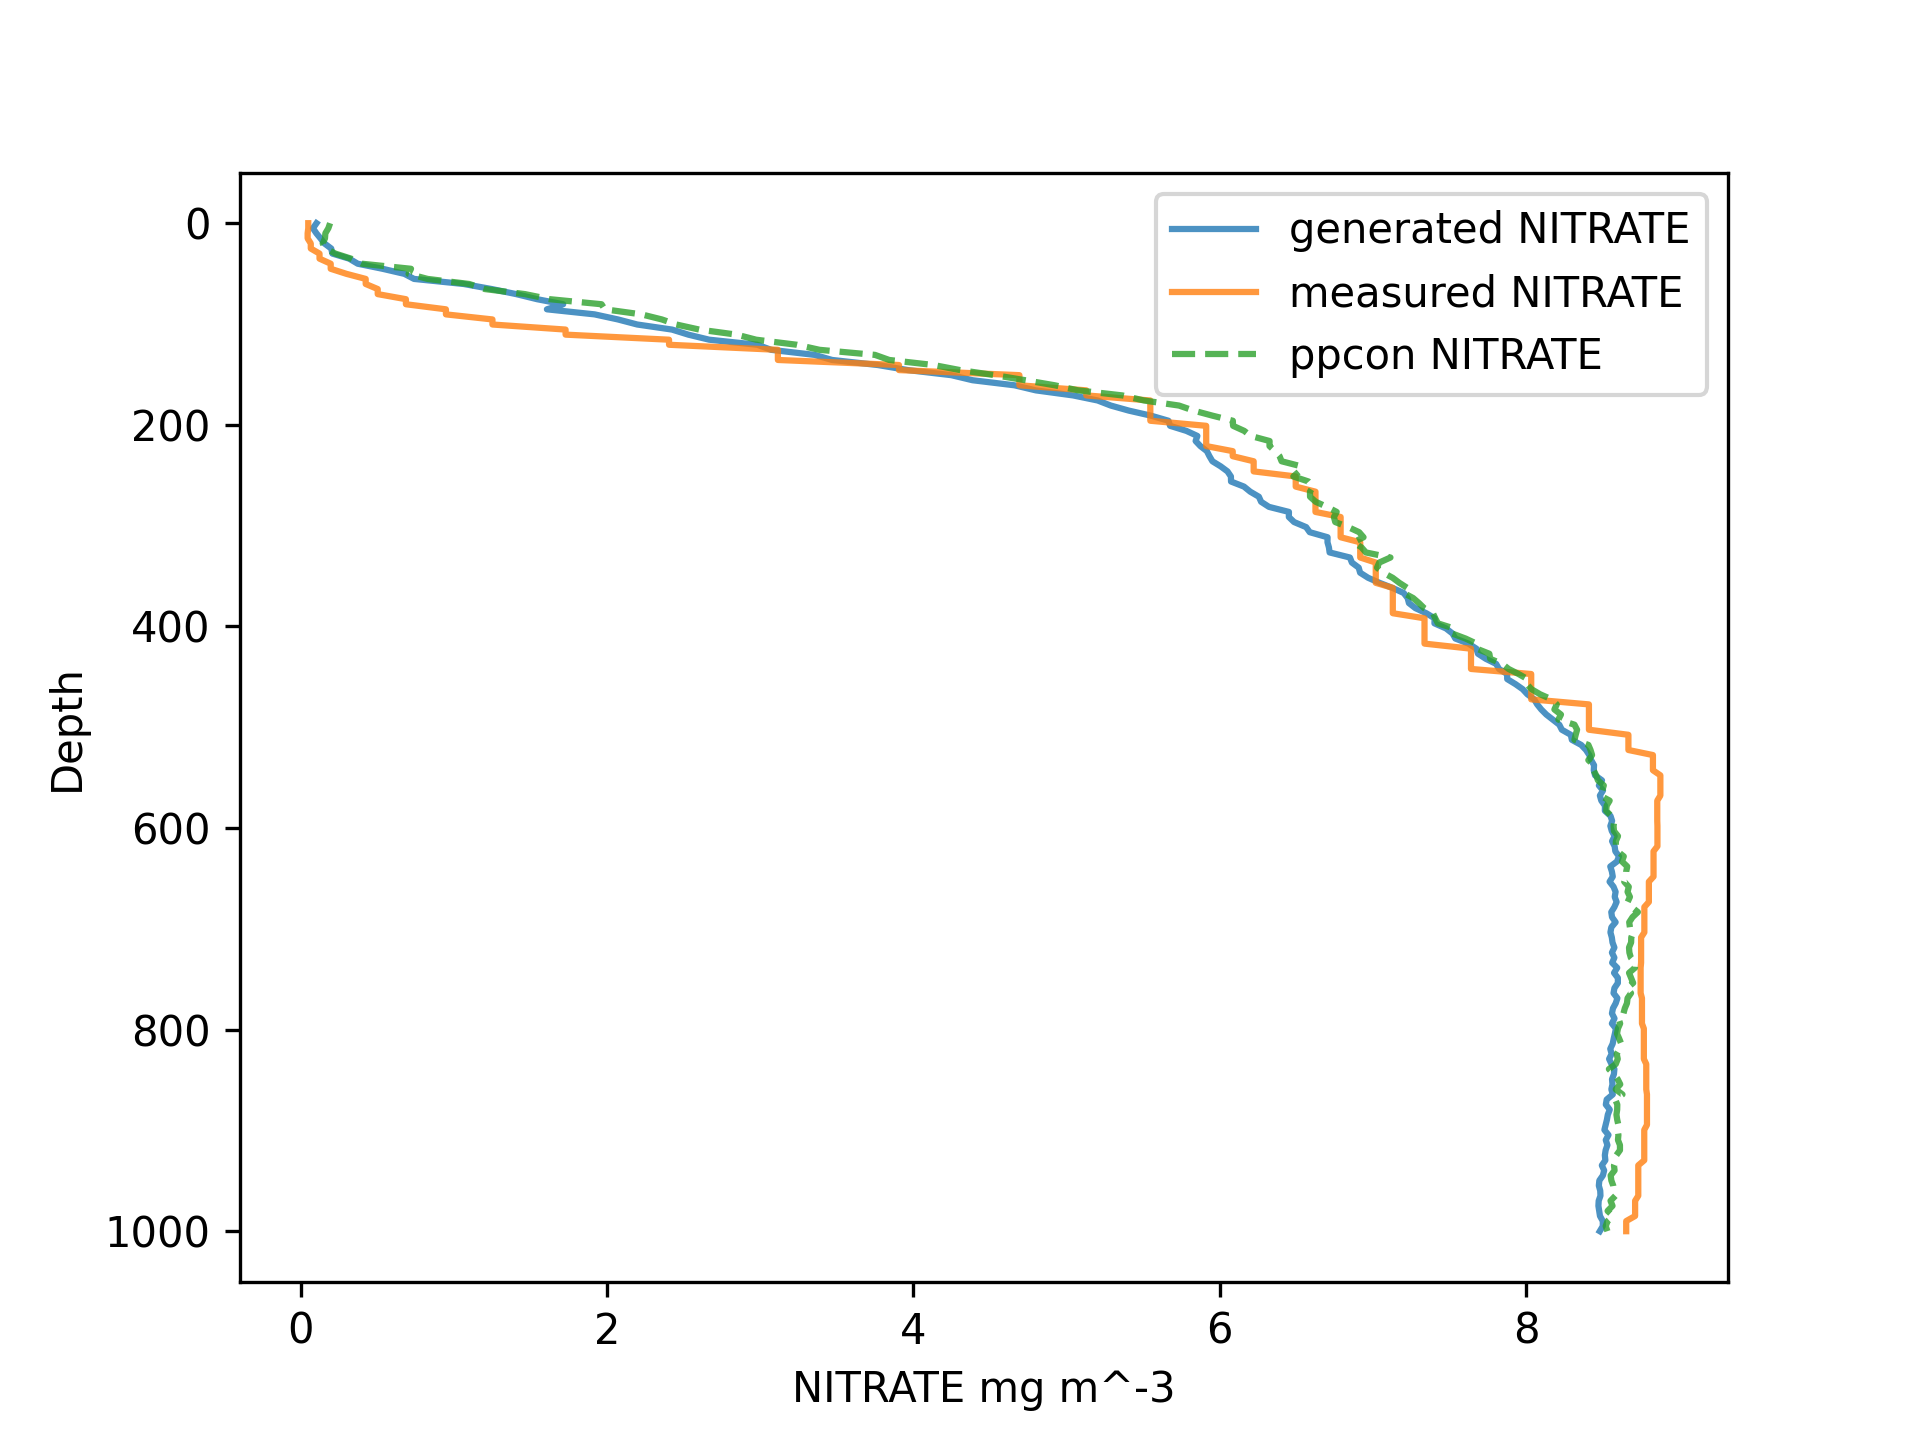 generated NITRATE
measured NITRATE
ppcon NITRATE
0
200
400
600
800
1000
Depth
0 2 4 6 8
NITRATE mg m^-3